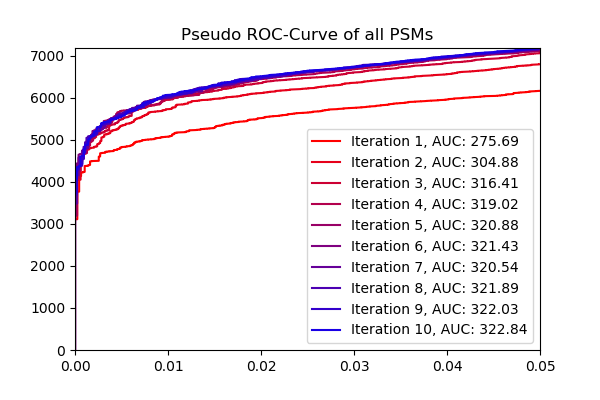 Pseudo ROC-Curve of all PSMs
7000
6000
5000
4000
3000
2000
1000
0
Iteration 1, AUC: 275.69
Iteration 2, AUC: 304.88
Iteration 3, AUC: 316.41
Iteration 4, AUC: 319.02
Iteration 5, AUC: 320.88
Iteration 6, AUC: 321.43
Iteration 7, AUC: 320.54
Iteration 8, AUC: 321.89
Iteration 9, AUC: 322.03
Iteration 10, AUC: 322.84
0.00 0.01 0.02 0.03 0.04 0.05